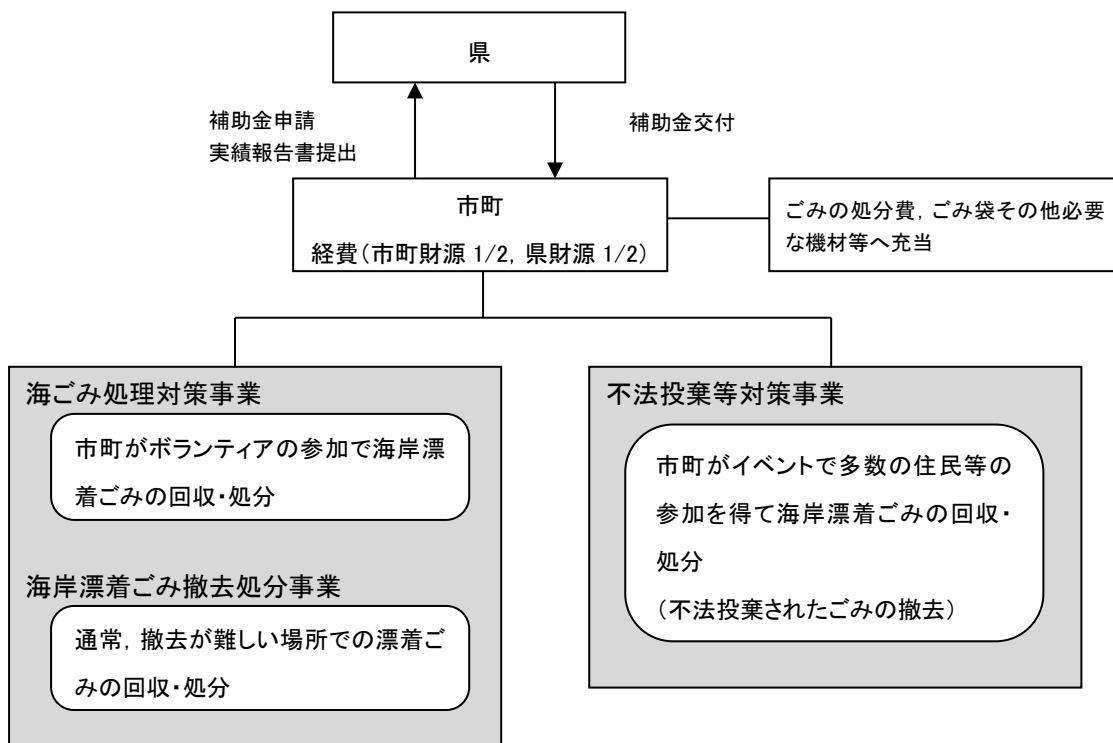 県
補助金申請
実績報告書提出
補助金交付
市町
経費（市町財源 1/2, 県財源 1/2）
ごみの処分費, ごみ袋その他必要
な機材等へ充当
海ごみ処理対策事業
市町がボランティアの参加で海岸漂
着ごみの回収・処分
海岸漂着ごみ撤去処分事業
通常, 撤去が難しい場所での漂着ご
みの回収・処分
不法投棄等対策事業
市町がイベントで多数の住民等の
参加を得て海岸漂着ごみの回収・
処分
（不法投棄されたごみの撤去）